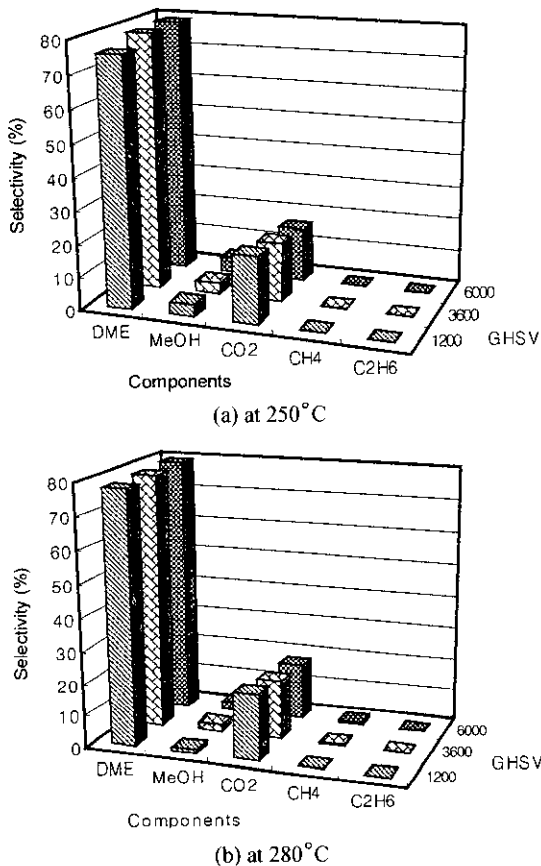 80
70
60
50
40
30
20
10
0
Selectivity (%)
DME
MeOH
CO2
CH4
C2H6
1200
3600
6000
GHSV
Components
(a) at 250°C
80
70
60
50
40
30
20
10
0
Selectivity (%)
DME
MeOH
CO2
CH4
C2H6
1200
3600
6000
GHSV
Components
(b) at 280°C